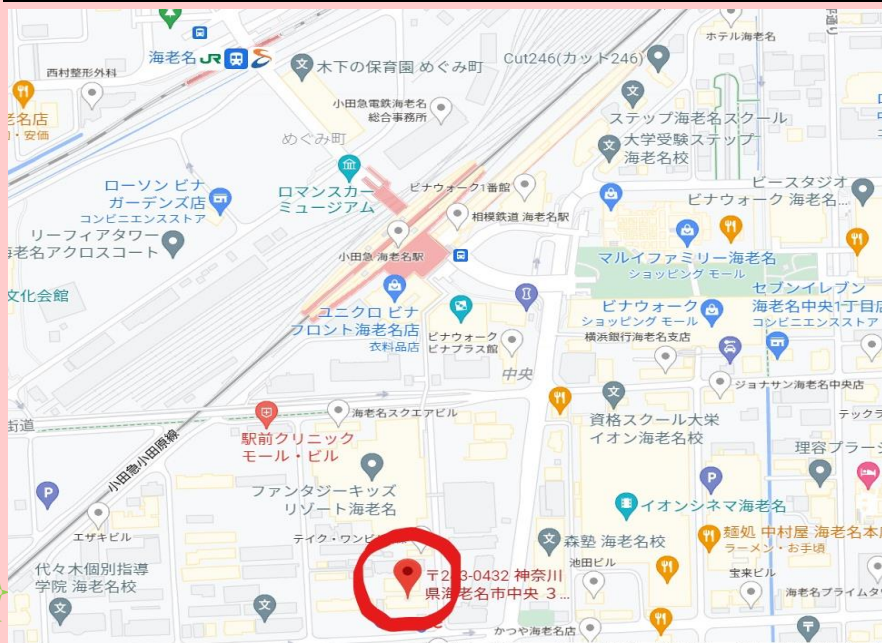 ホテル海老名
海老名 JR
西村整形外科
木下の保育園 めぐみ町
Cut246(カット246)
小田急電鉄海老名
総合事務所
ステップ海老名スクール
大学受験ステップ
海老名校
老名店
・安価
めぐみ町
ローソン ビナ
ガーデンズ店
コンビニエンスストア
ロマンスカー
ミュージアム
ビナウォーク1番館
相模鉄道 海老名駅
ビースタジオ
ビナウォーク 海老名...
リーフィアタワー
海老名アクロスコート
小田急 海老名駅
マルイファミリー海老名
ショッピング モール
文化会館
ユニクロ ビナ
フロント海老名店
衣料品店
ビナウォーク
ビナプラス館
ビナウォーク
ショッピング モール
横浜銀行海老名支店
セブンイレブン
海老名中央1丁目店
コンビニエンスストア
中央
ジョナサン海老名中央店
街道
海老名スクエアビル
駅前クリニック
モール・ビル
資格スクール大栄
イオン海老名校
テックラ
理容プラージ
小田急小田原線
ファンタジーキッズ
リゾート海老名
P
P
イオンシネマ海老名
エザキビル
テイク・ワンビ
森塾 海老名校
麺処 中村屋 海老名本店
ラーメン・お手頃
代々木個別指導
学院 海老名校
池田ビル
宝来ビル
海老名プライムタワ
かつや海老名店